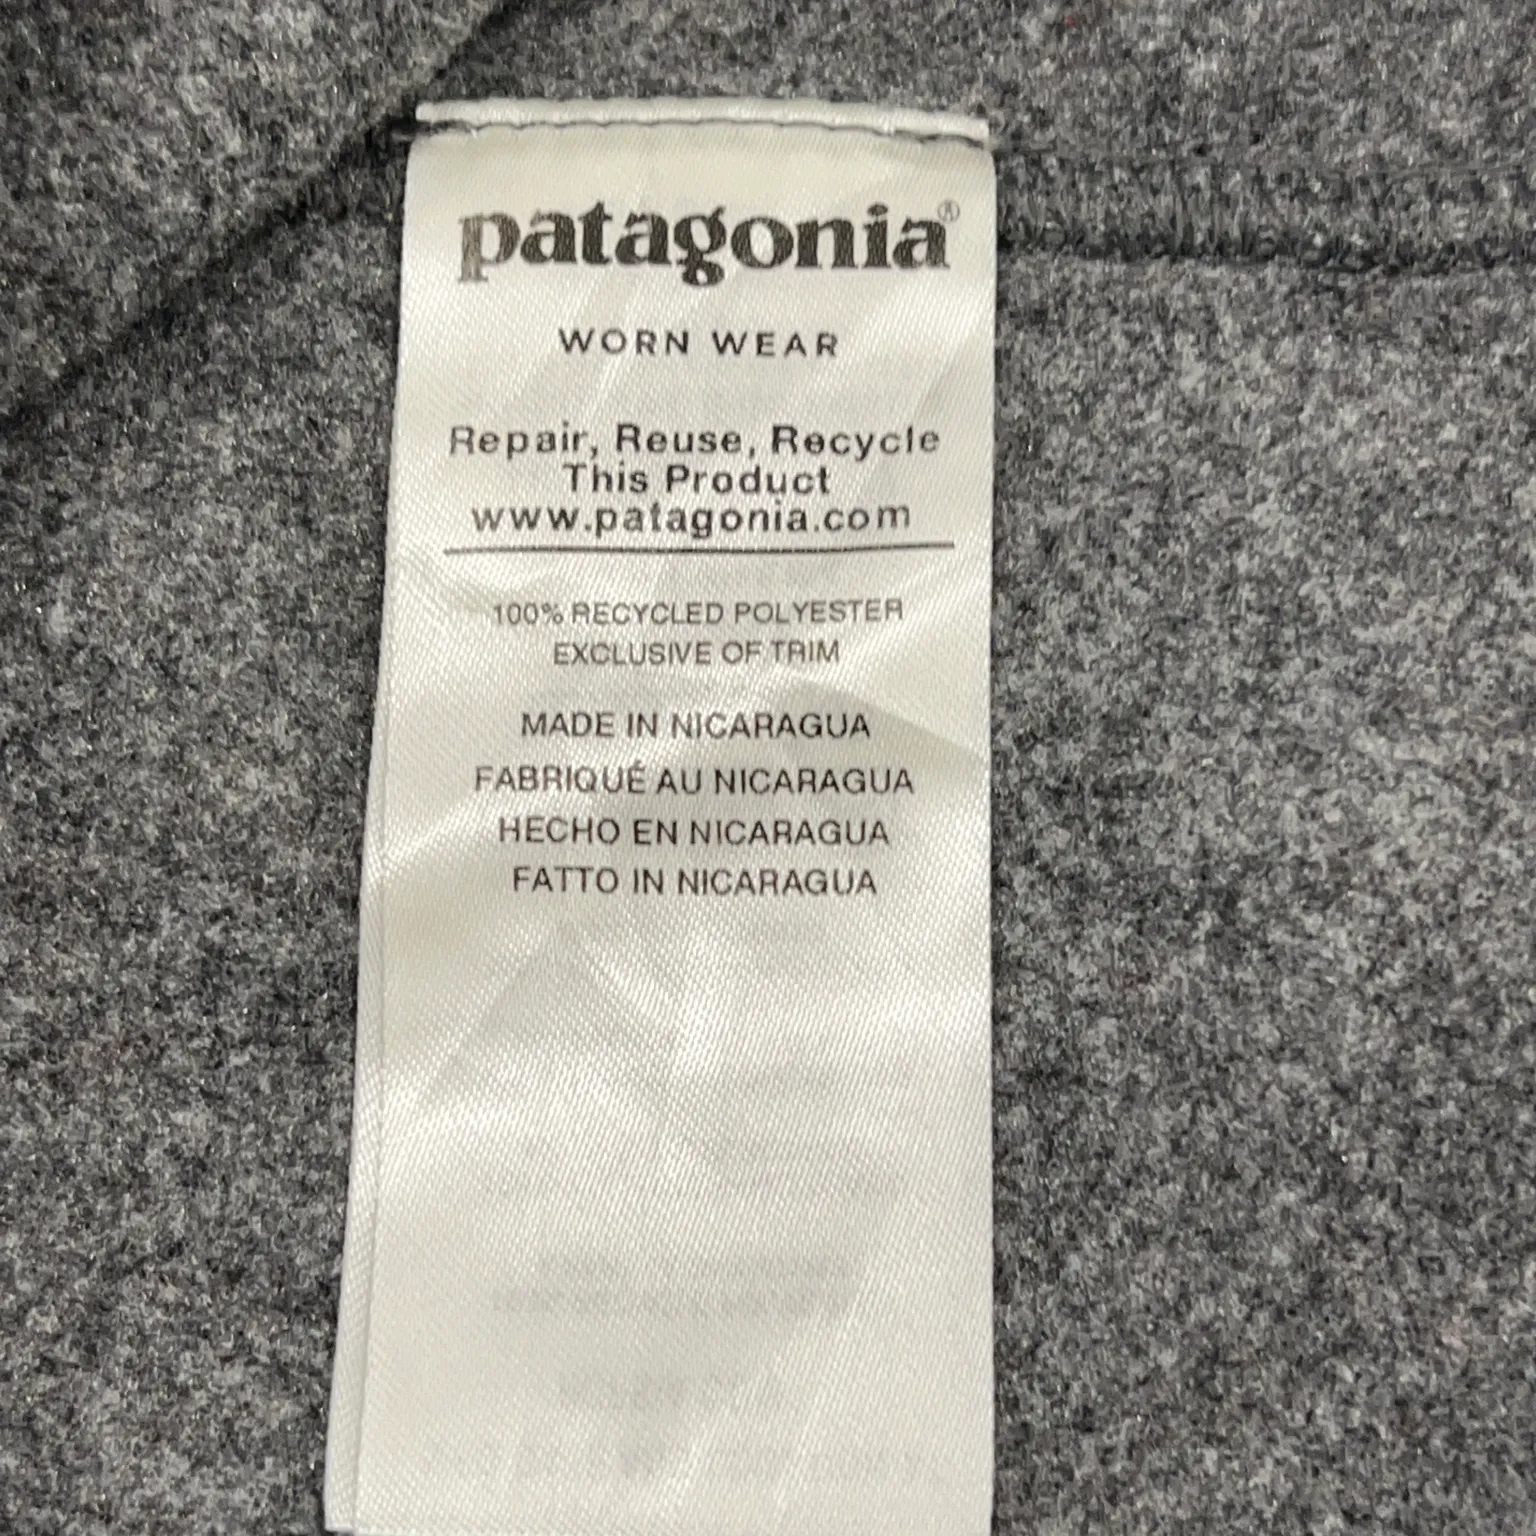 patagonia®
WORN WEAR
Repair, Reuse, Recycle
This Product
www.patagonia.com
100% RECYCLED POLYESTER
EXCLUSIVE OF TRIM
MADE IN NICARAGUA
FABRIQUÉ AU NICARAGUA
HECHO EN NICARAGUA
FATTO IN NICARAGUA